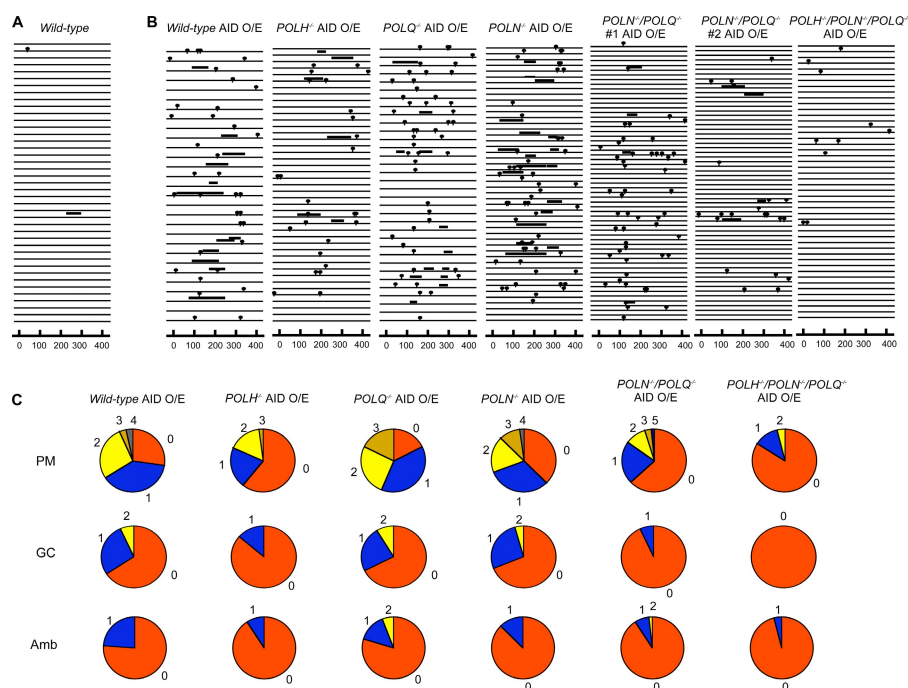 A
B
Wild-type
Wild-type AID O/E
POLH-/- AID O/E
POLQ-/- AID O/E
POLN-/- AID O/E
POLN-/-/POLQ-/-
#1 AID O/E
POLN-/-/POLQ-/-
#2 AID O/E
POLH-/-/POLN-/-/POLQ-/-
AID O/E
0 100 200 300 400
0 100 200 300 400
0 100 200 300 400
0 100 200 300 400
0 100 200 300 400
0 100 200 300 400
0 100 200 300 400
0 100 200 300 400
C
Wild-type AID O/E
POLH-/- AID O/E
POLQ-/- AID O/E
POLN-/- AID O/E
POLN-/-/POLQ-/-
AID O/E
POLH-/-/POLN-/-/POLQ-/-
AID O/E
PM
0 1 2 3 4
0 1 2 3
0 1 2 3
0 1 2 3 4
0 1 2 3 5
0 1 2
GC
0 1 2
0 1
0 1 2
0 1 2
0 1
0
Amb
0 1
0 1
0 1 2
0 1
0 1 2
0 1